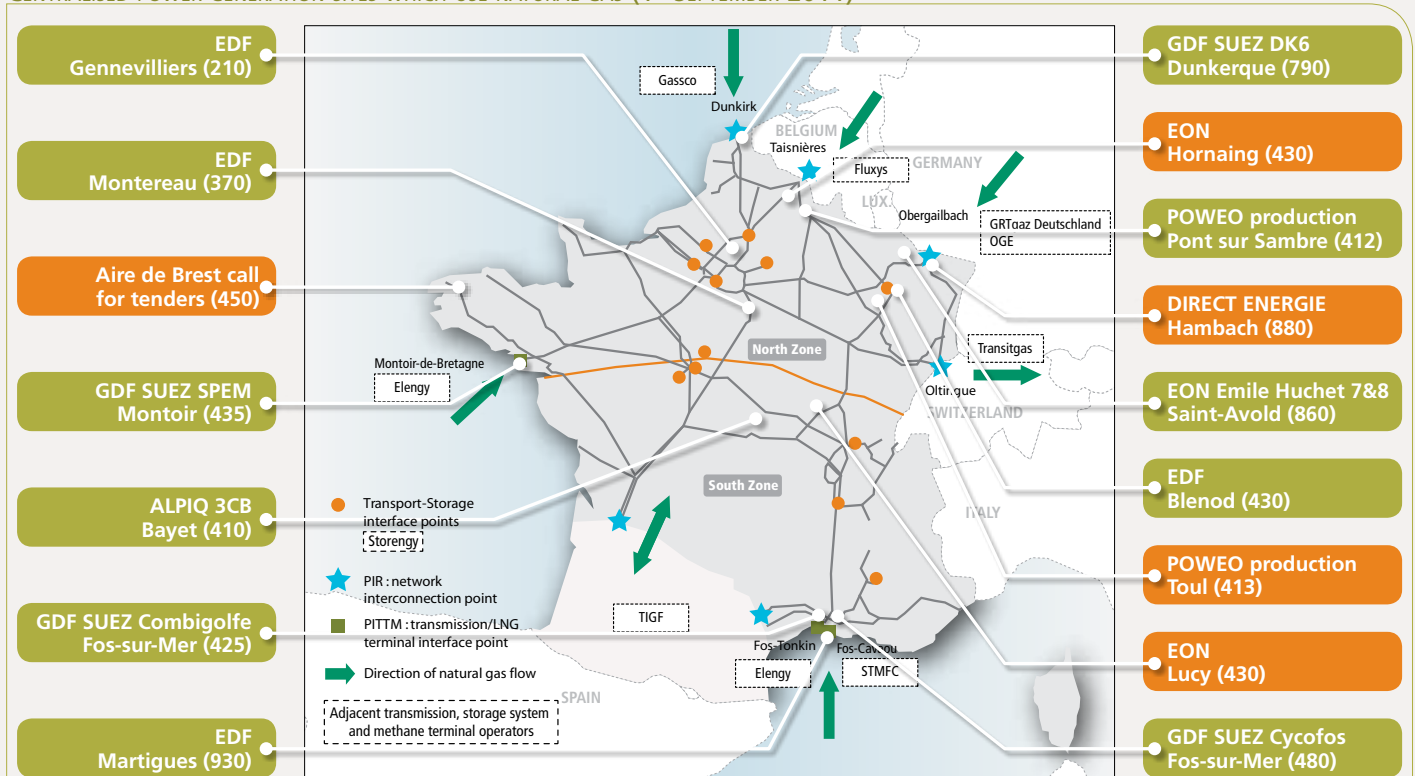 EDF
Gennevilliers (210)
EDF
Montereau (370)
Aire de Brest call
for tenders (450)
GDF SUEZ SPEM
Montoir (435)
ALPIQ 3CB
Bayet (410)
GDF SUEZ Combigolfe
Fos-sur-Mer (425)
EDF
Martigues (930)
Gassco
Dunkirk
BELGIUM
Taisnières
Fluxys
GERMANY
LUX.
Obergailbach
GRTgaz Deutschland
OGE
North Zone
Transitgas
Montoir-de-Bretagne
Elengy
Oltingue
SWITZERLAND
South Zone
ITALY
Transport-Storage
interface points
Storengy
PIR : network
interconnection point
PITTM : transmission/LNG
terminal interface point
Direction of natural gas flow
Adjacent transmission, storage system
and methane terminal operators
TIGF
Fos-Tonkin
Fos-Cavaou
Elengy
STMFC
SPAIN
GDF SUEZ DK6
Dunkerque (790)
EON
Hornaing (430)
POWEO production
Pont sur Sambre (412)
DIRECT ENERGIE
Hambach (880)
EON Emile Huchet 7&8
Saint-Avold (860)
EDF
Blenod (430)
POWEO production
Toul (413)
EON
Lucy (430)
GDF SUEZ Cycofos
Fos-sur-Mer (480)